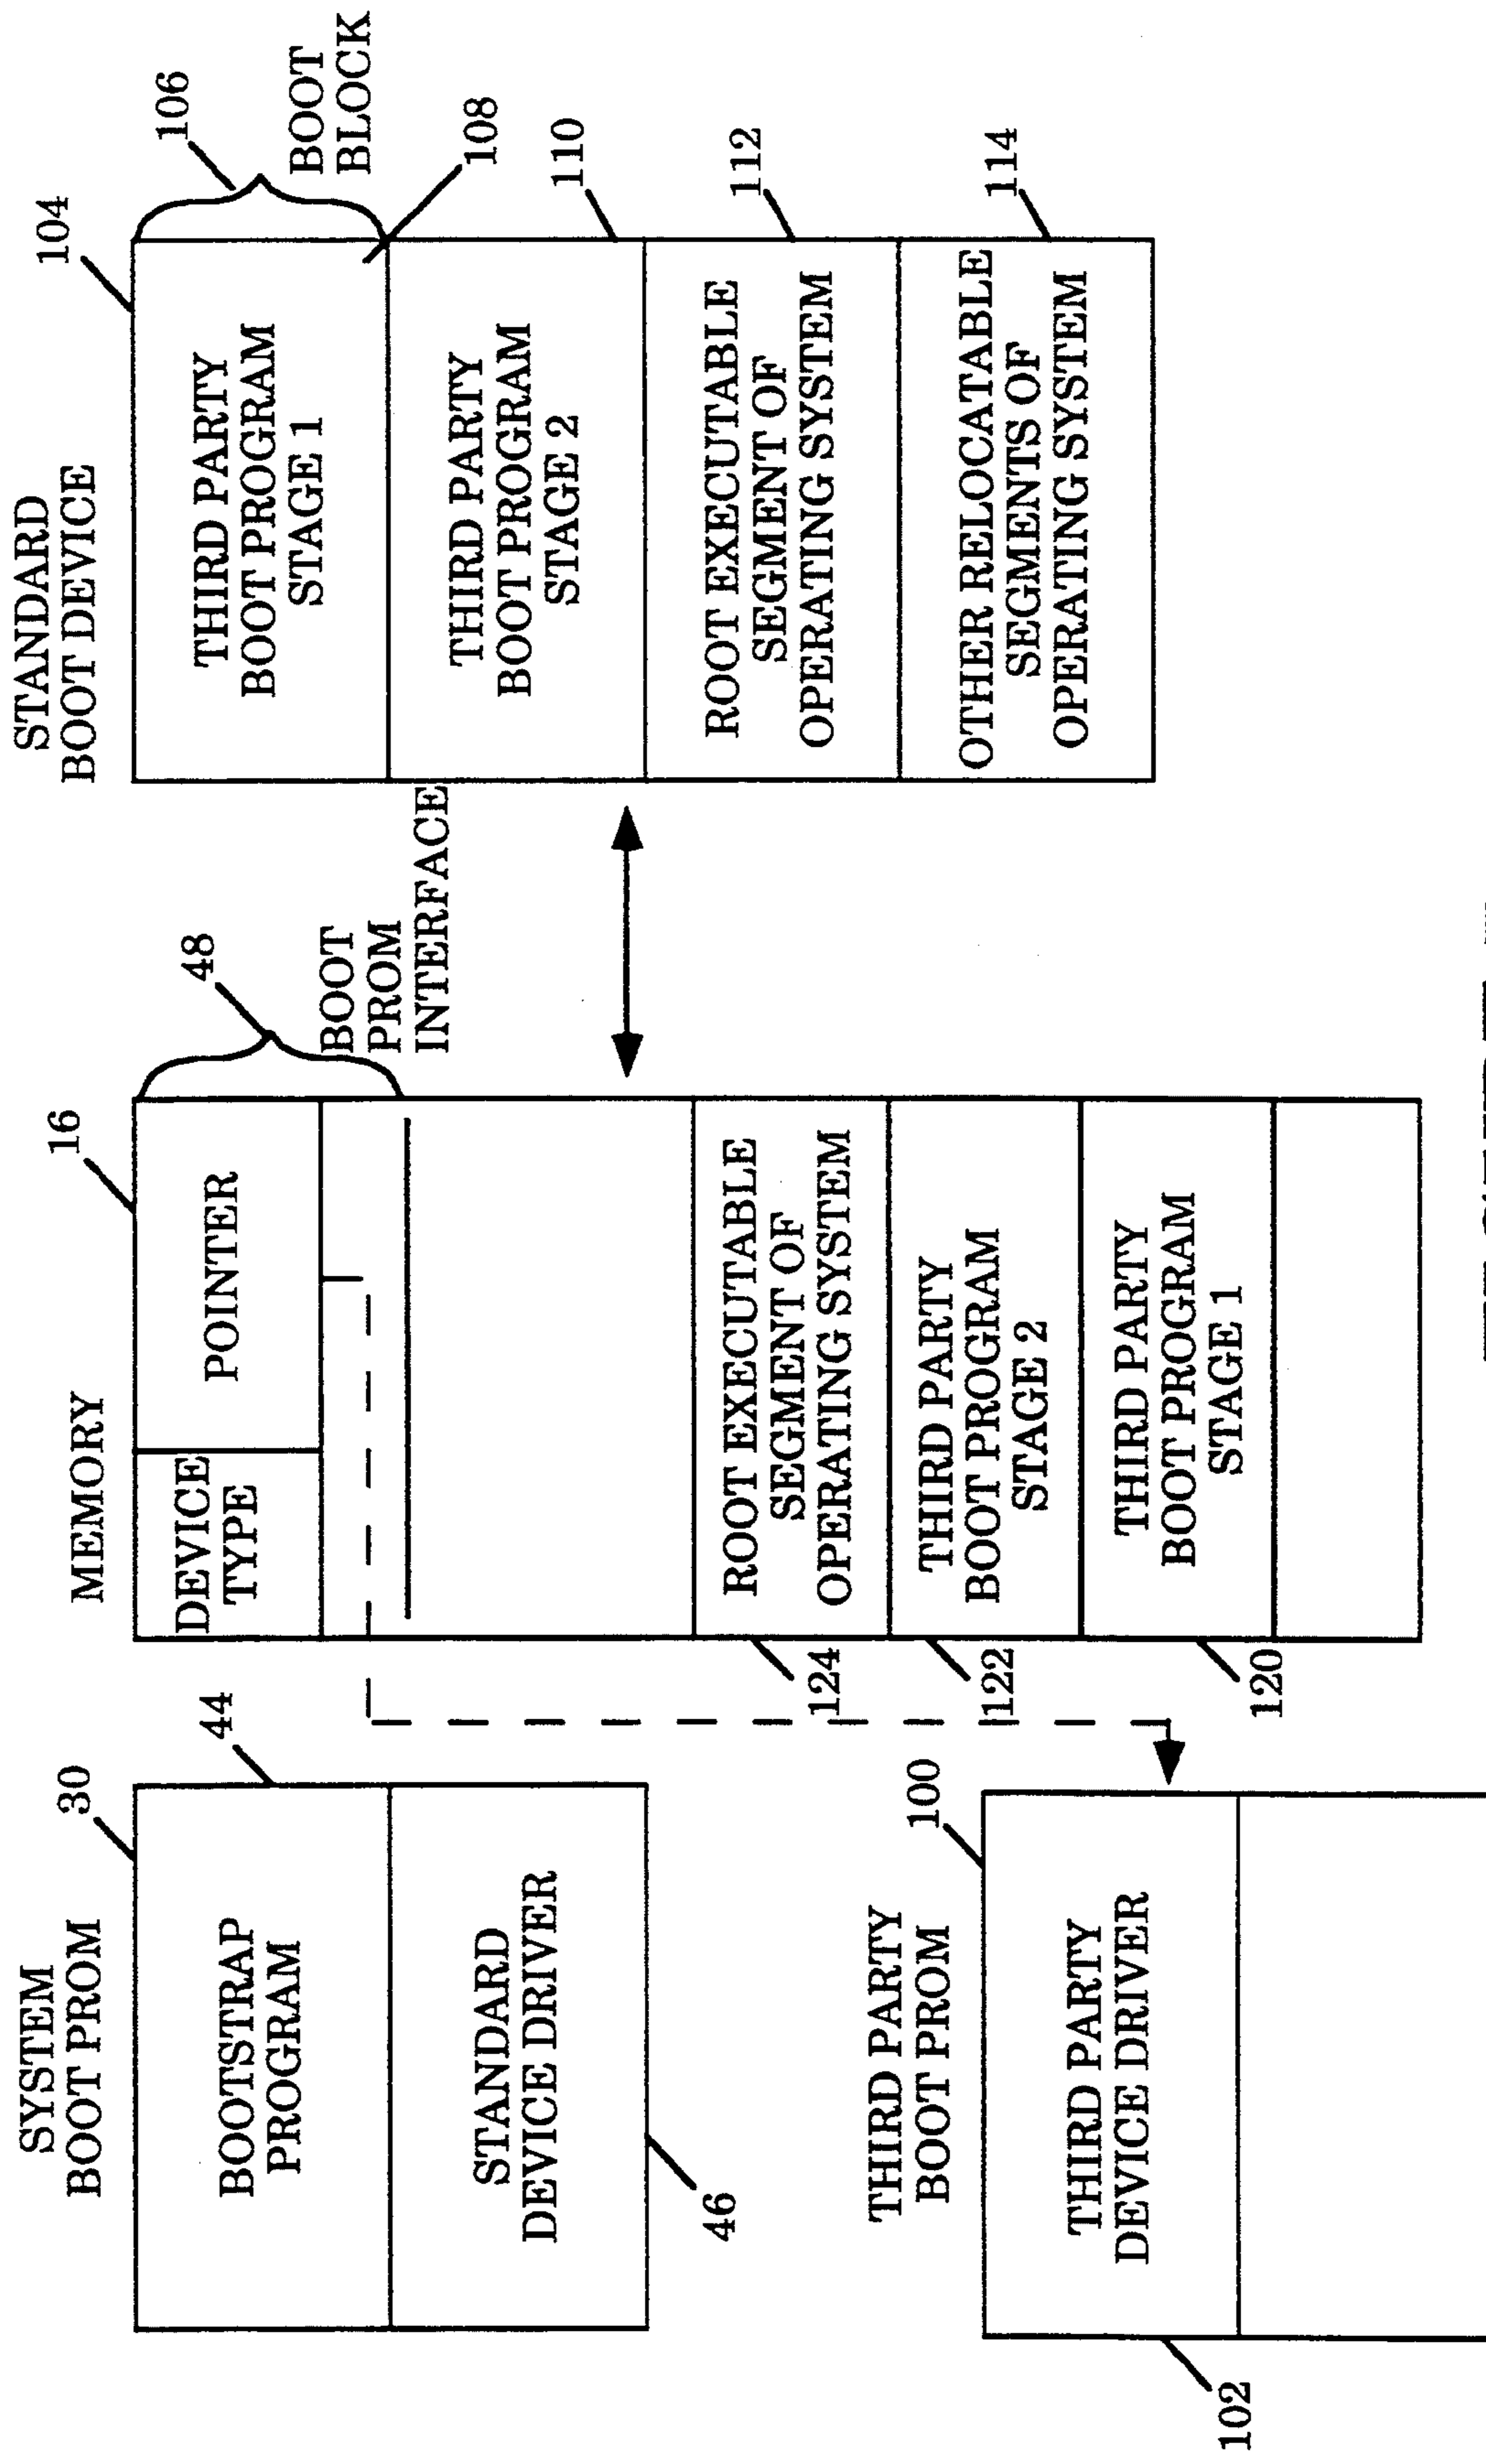 SYSTEM
BOOT PROM
30
44
BOOTSTRAP
PROGRAM
STANDARD
DEVICE DRIVER
46
THIRD PARTY
BOOT PROM
100
THIRD PARTY
DEVICE DRIVER
102
MEMORY
16
DEVICE
TYPE
POINTER
48
BOOT
PROM
INTERFACE
ROOT EXECUTABLE
SEGMENT OF
OPERATING SYSTEM
124
THIRD PARTY
BOOT PROGRAM
STAGE 2
122
THIRD PARTY
BOOT PROGRAM
STAGE 1
120
STANDARD
BOOT DEVICE
104
106
BOOT
BLOCK
THIRD PARTY
BOOT PROGRAM
STAGE 1
108
THIRD PARTY
BOOT PROGRAM
STAGE 2
110
ROOT EXECUTABLE
SEGMENT OF
OPERATING SYSTEM
112
OTHER RELOCATABLE
SEGMENTS OF
OPERATING SYSTEM
114